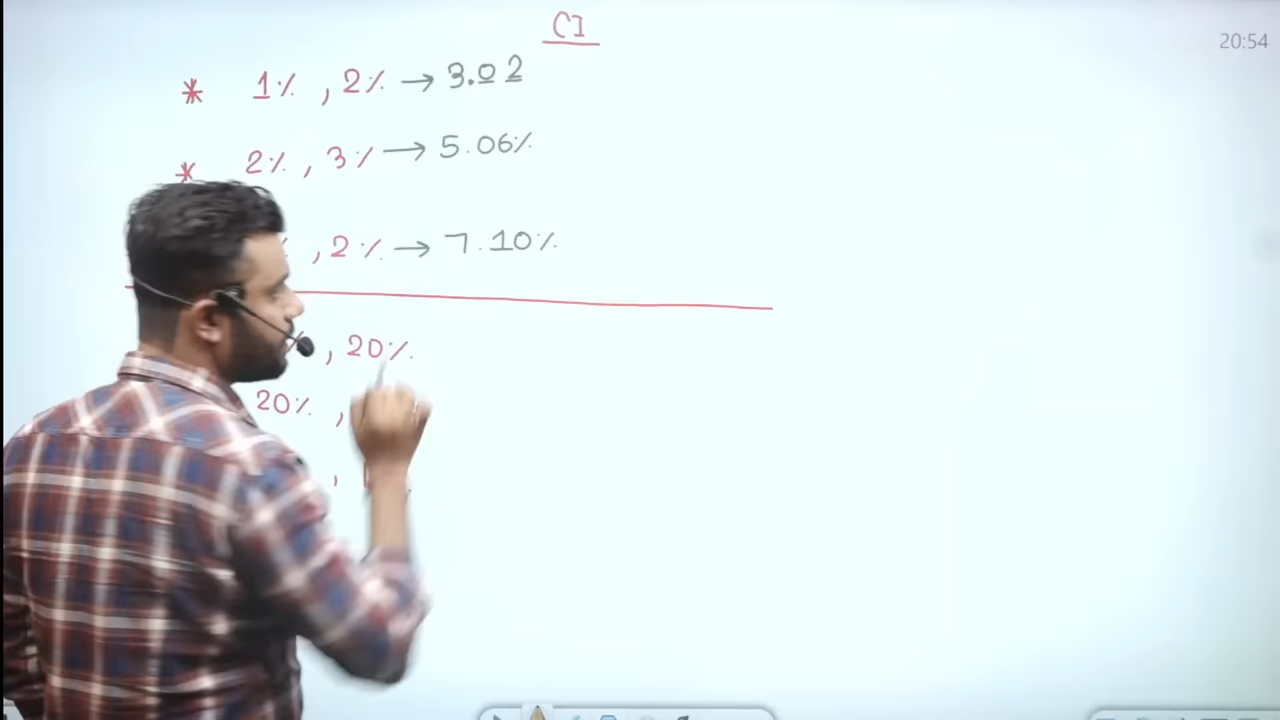 CI
20:54
* 1% , 2% → 3.02
* 2% , 3% → 5.06%
, 2% → 7.10%
% , 20%
20% ,
,